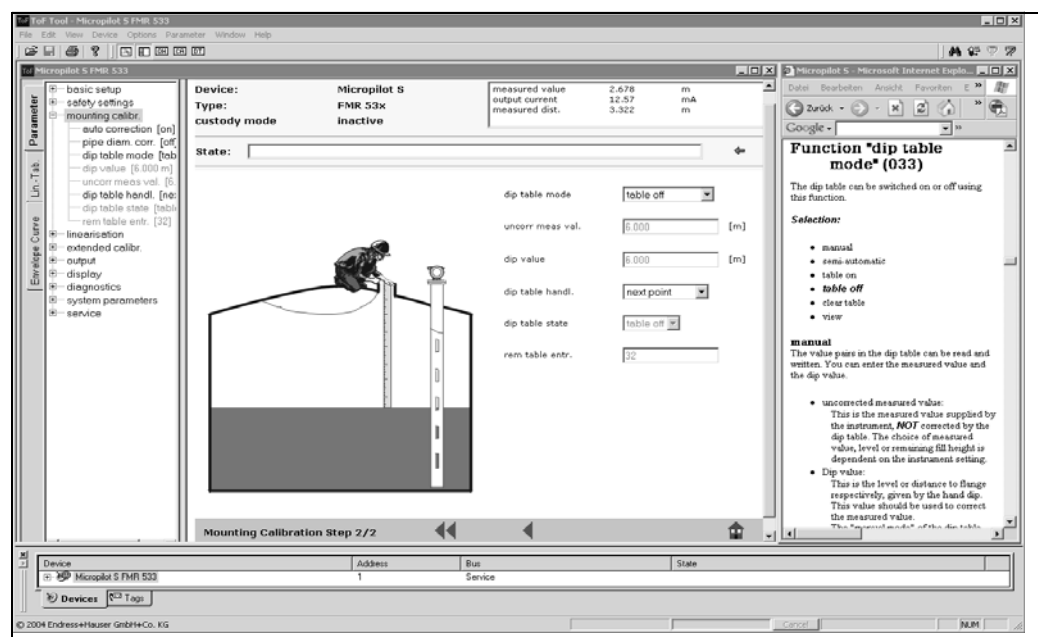 ToF Tool - Micropilot S FMR 533
File Edit View Device Options Parameter Window Help
Micropilot S FMR 533
Parameter
Lin.-Tab.
Envelope Curve
basic setup
safety settings
mounting calibr.
auto correction [on]
pipe diam. corr. [off]
dip table mode [tab
dip value [6.000 m]
uncorr meas val. [6.
dip table handl. [ne:
dip table state [table
rem table entr. [32]
linearisation
extended calibr.
output
display
diagnostics
system parameters
service
Device: Micropilot S
Type: FMR 53x
custody mode inactive
measured value 2.678 m
output current 12.57 mA
measured dist. 3.322 m
State:
dip table mode table off
uncorr meas val. 6.000 [m]
dip value 6.000 [m]
dip table handl. next point
dip table state table off
rem table entr. 32
Mounting Calibration Step 2/2
Micropilot S - Microsoft Internet Explo...
Datei Bearbeiten Ansicht Favoriten E »
Zurück
Google
Function "dip table
mode" (033)
The dip table can be switched on or off using
this function.
Selection:
• manual
• semi-automatic
• table on
• table off
• clear table
• view
manual
The value pairs in the dip table can be read and
written. You can enter the measured value and
the dip value.
• uncorrected measured value:
This is the measured value supplied by
the instrument, NOT corrected by the
dip table. The choice of measured
value, level or remaining fill height is
dependent on the instrument setting.
• Dip value:
This is the level or distance to flange
respectively, given by the hand dip.
This value should be used to correct
the measured value.
The "manual mode" of the dip table
Device Address Bus State
Micropilot S FMR 533 1 Service
Devices Tags
© 2004 Endress+Hauser GmbH+Co. KG
Cancel NUM